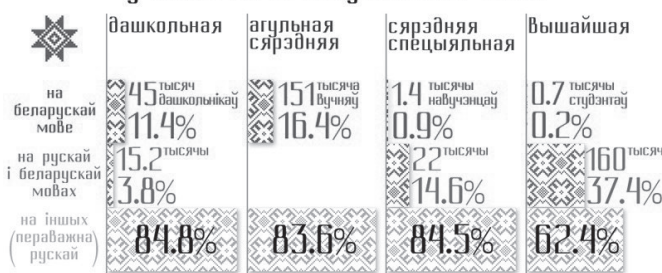 дашкольная
агульная
сярэдняя
сярэдняя
спецыяльная
вышайшая
на
беларускай
мове
45 тысяч
дашкольнікаў
11.4%
151 тысяча
вучняў
16.4%
1.4 тысячы
навучэнцаў
0.9%
0.7 тысячы
студэнтаў
0.2%
на рускай
і беларускай
мовах
15.2 тысячы
3.8%
22 тысячы
14.6%
160 тысяч
37.4%
на іншых
(пераважна)
рускай
84.8%
83.6%
84.5%
62.4%